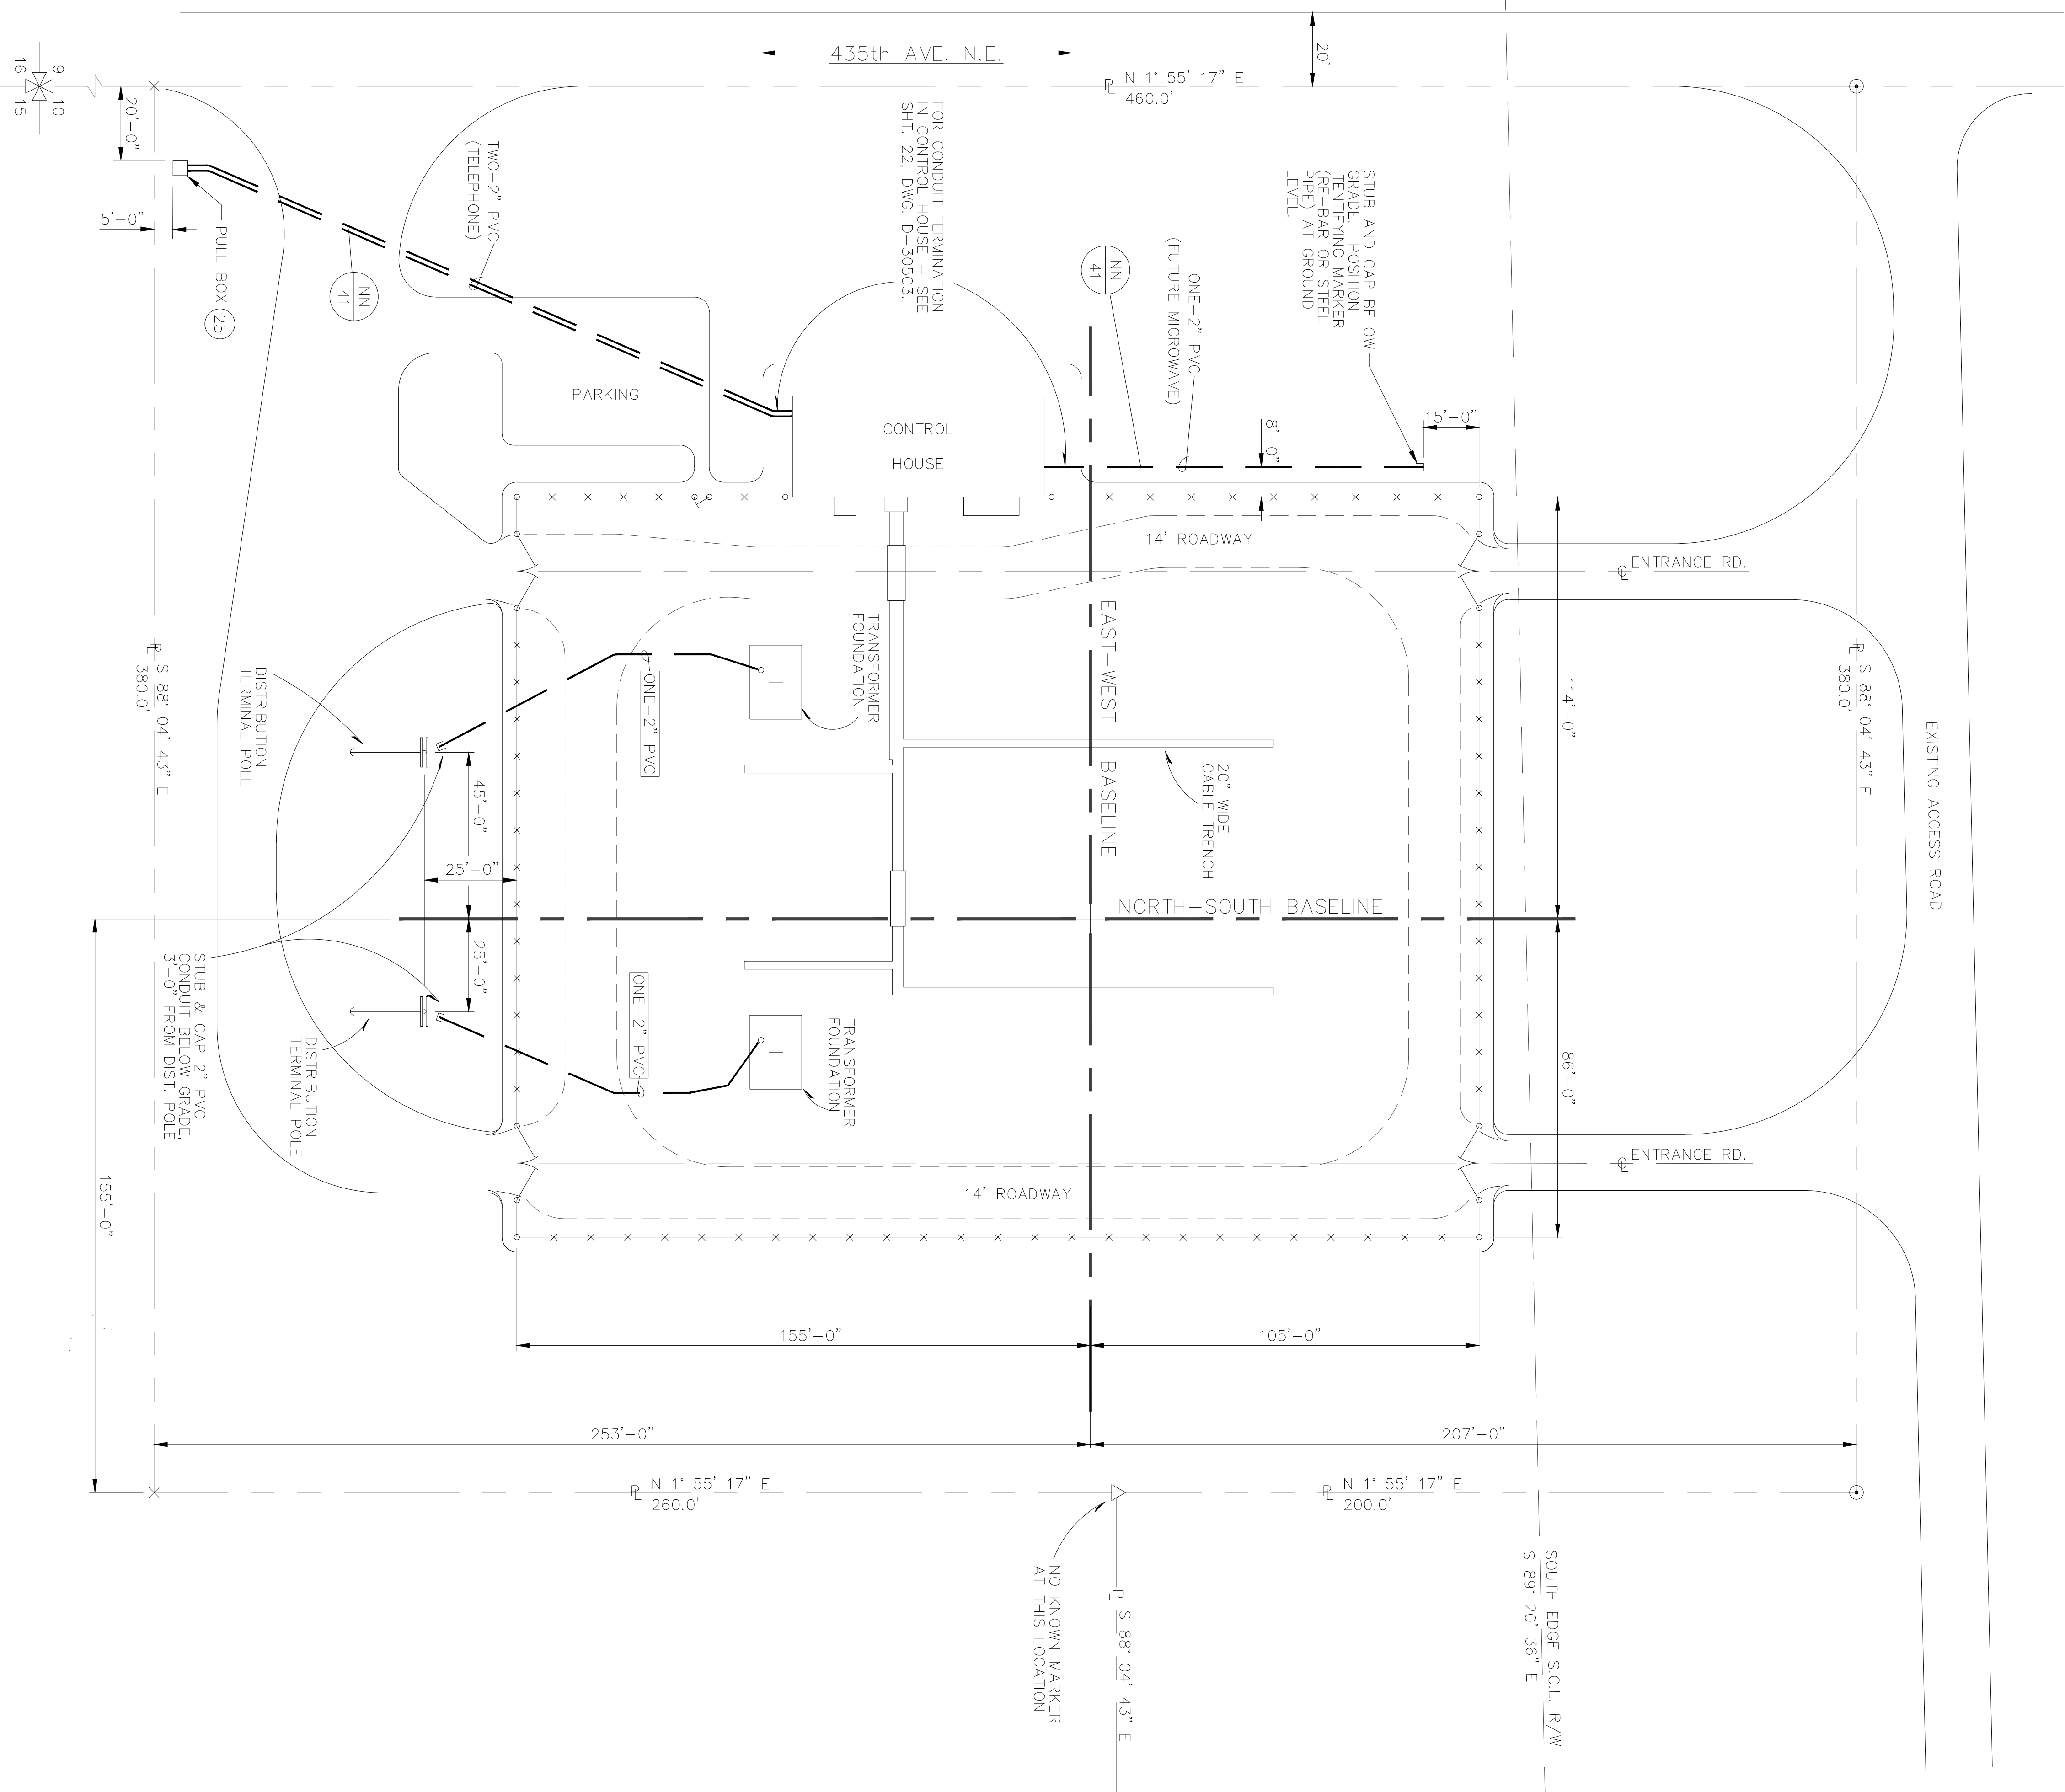 435th AVE. N.E.
20'
N 1° 55' 17" E
460.0'
9
16
10
15
20'-0"
5'-0"
PULL BOX 25
NN
41
TWO-2" PVC
(TELEPHONE)
FOR CONDUIT TERMINATION
IN CONTROL HOUSE - SEE
SHT. 22, DWG. D-30503.
NN
41
ONE-2" PVC
(FUTURE MICROWAVE)
STUB AND CAP BELOW
GRADE. POSITION
ITENTIFYING MARKER
(RE-BAR OR STEEL
PIPE) AT GROUND
LEVEL.
15'-0"
8'-0"
PARKING
CONTROL
HOUSE
14' ROADWAY
ENTRANCE RD.
TRANSFORMER
FOUNDATION
ONE-2" PVC
EAST-WEST BASELINE
DISTRIBUTION
TERMINAL POLE
S 88° 04' 43" E
380.0'
S 88° 04' 43" E
380.0'
114'-0"
EXISTING ACCESS ROAD
20" WIDE
CABLE TRENCH
45'-0"
25'-0"
NORTH-SOUTH BASELINE
25'-0"
STUB & CAP 2" PVC
CONDUIT BELOW GRADE,
3'-0" FROM DIST. POLE
ONE-2" PVC
TRANSFORMER
FOUNDATION
DISTRIBUTION
TERMINAL POLE
86'-0"
ENTRANCE RD.
14' ROADWAY
155'-0"
155'-0"
105'-0"
253'-0"
207'-0"
N 1° 55' 17" E
260.0'
N 1° 55' 17" E
200.0'
NO KNOWN MARKER
AT THIS LOCATION
S 88° 04' 43" E
SOUTH EDGE S.C.L. R/W
S 89° 20' 36" E